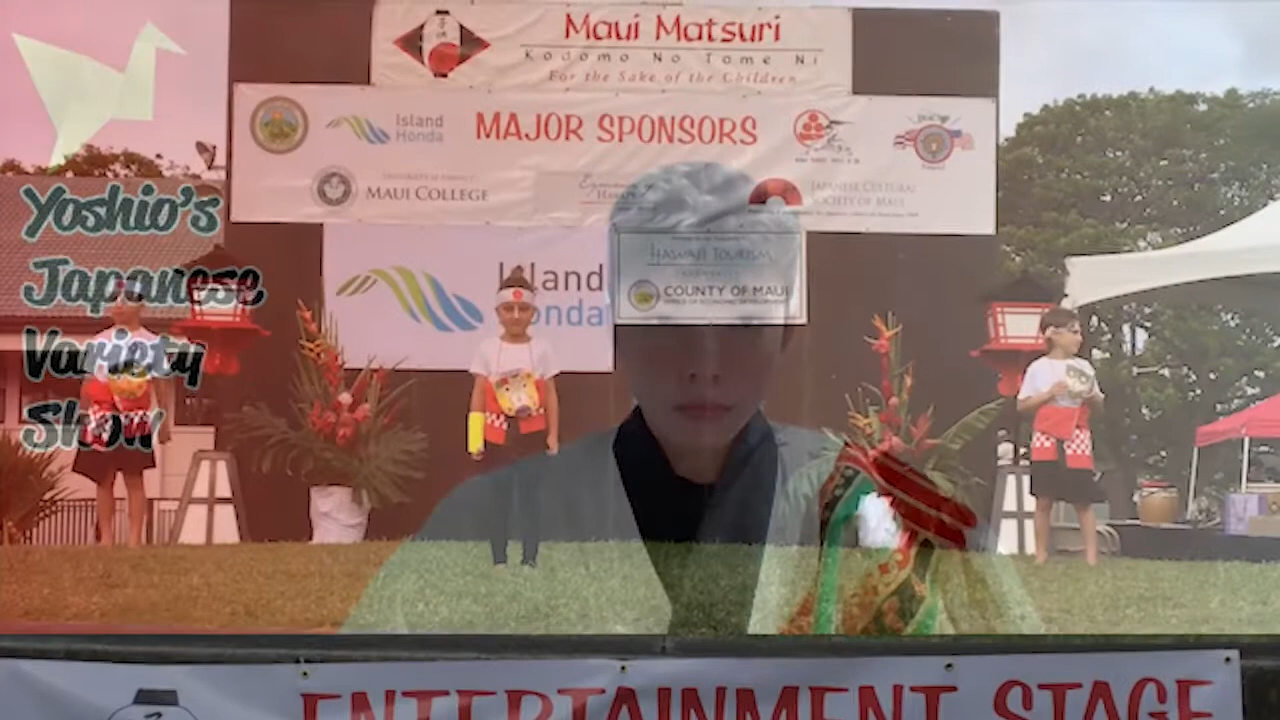 Maui Matsuri
Kodomo No Tame Ni
For the Sake of the Children
Island
Honda
MAJOR SPONSORS
MAUI COLLEGE
JAPANESE CULTURAL
SOCIETY OF MAUI
Yoshio's
Japanese
Variety
Show
Island
Honda
TOURISM
COUNTY OF MAUI
ENTERTAINMENT STAGE